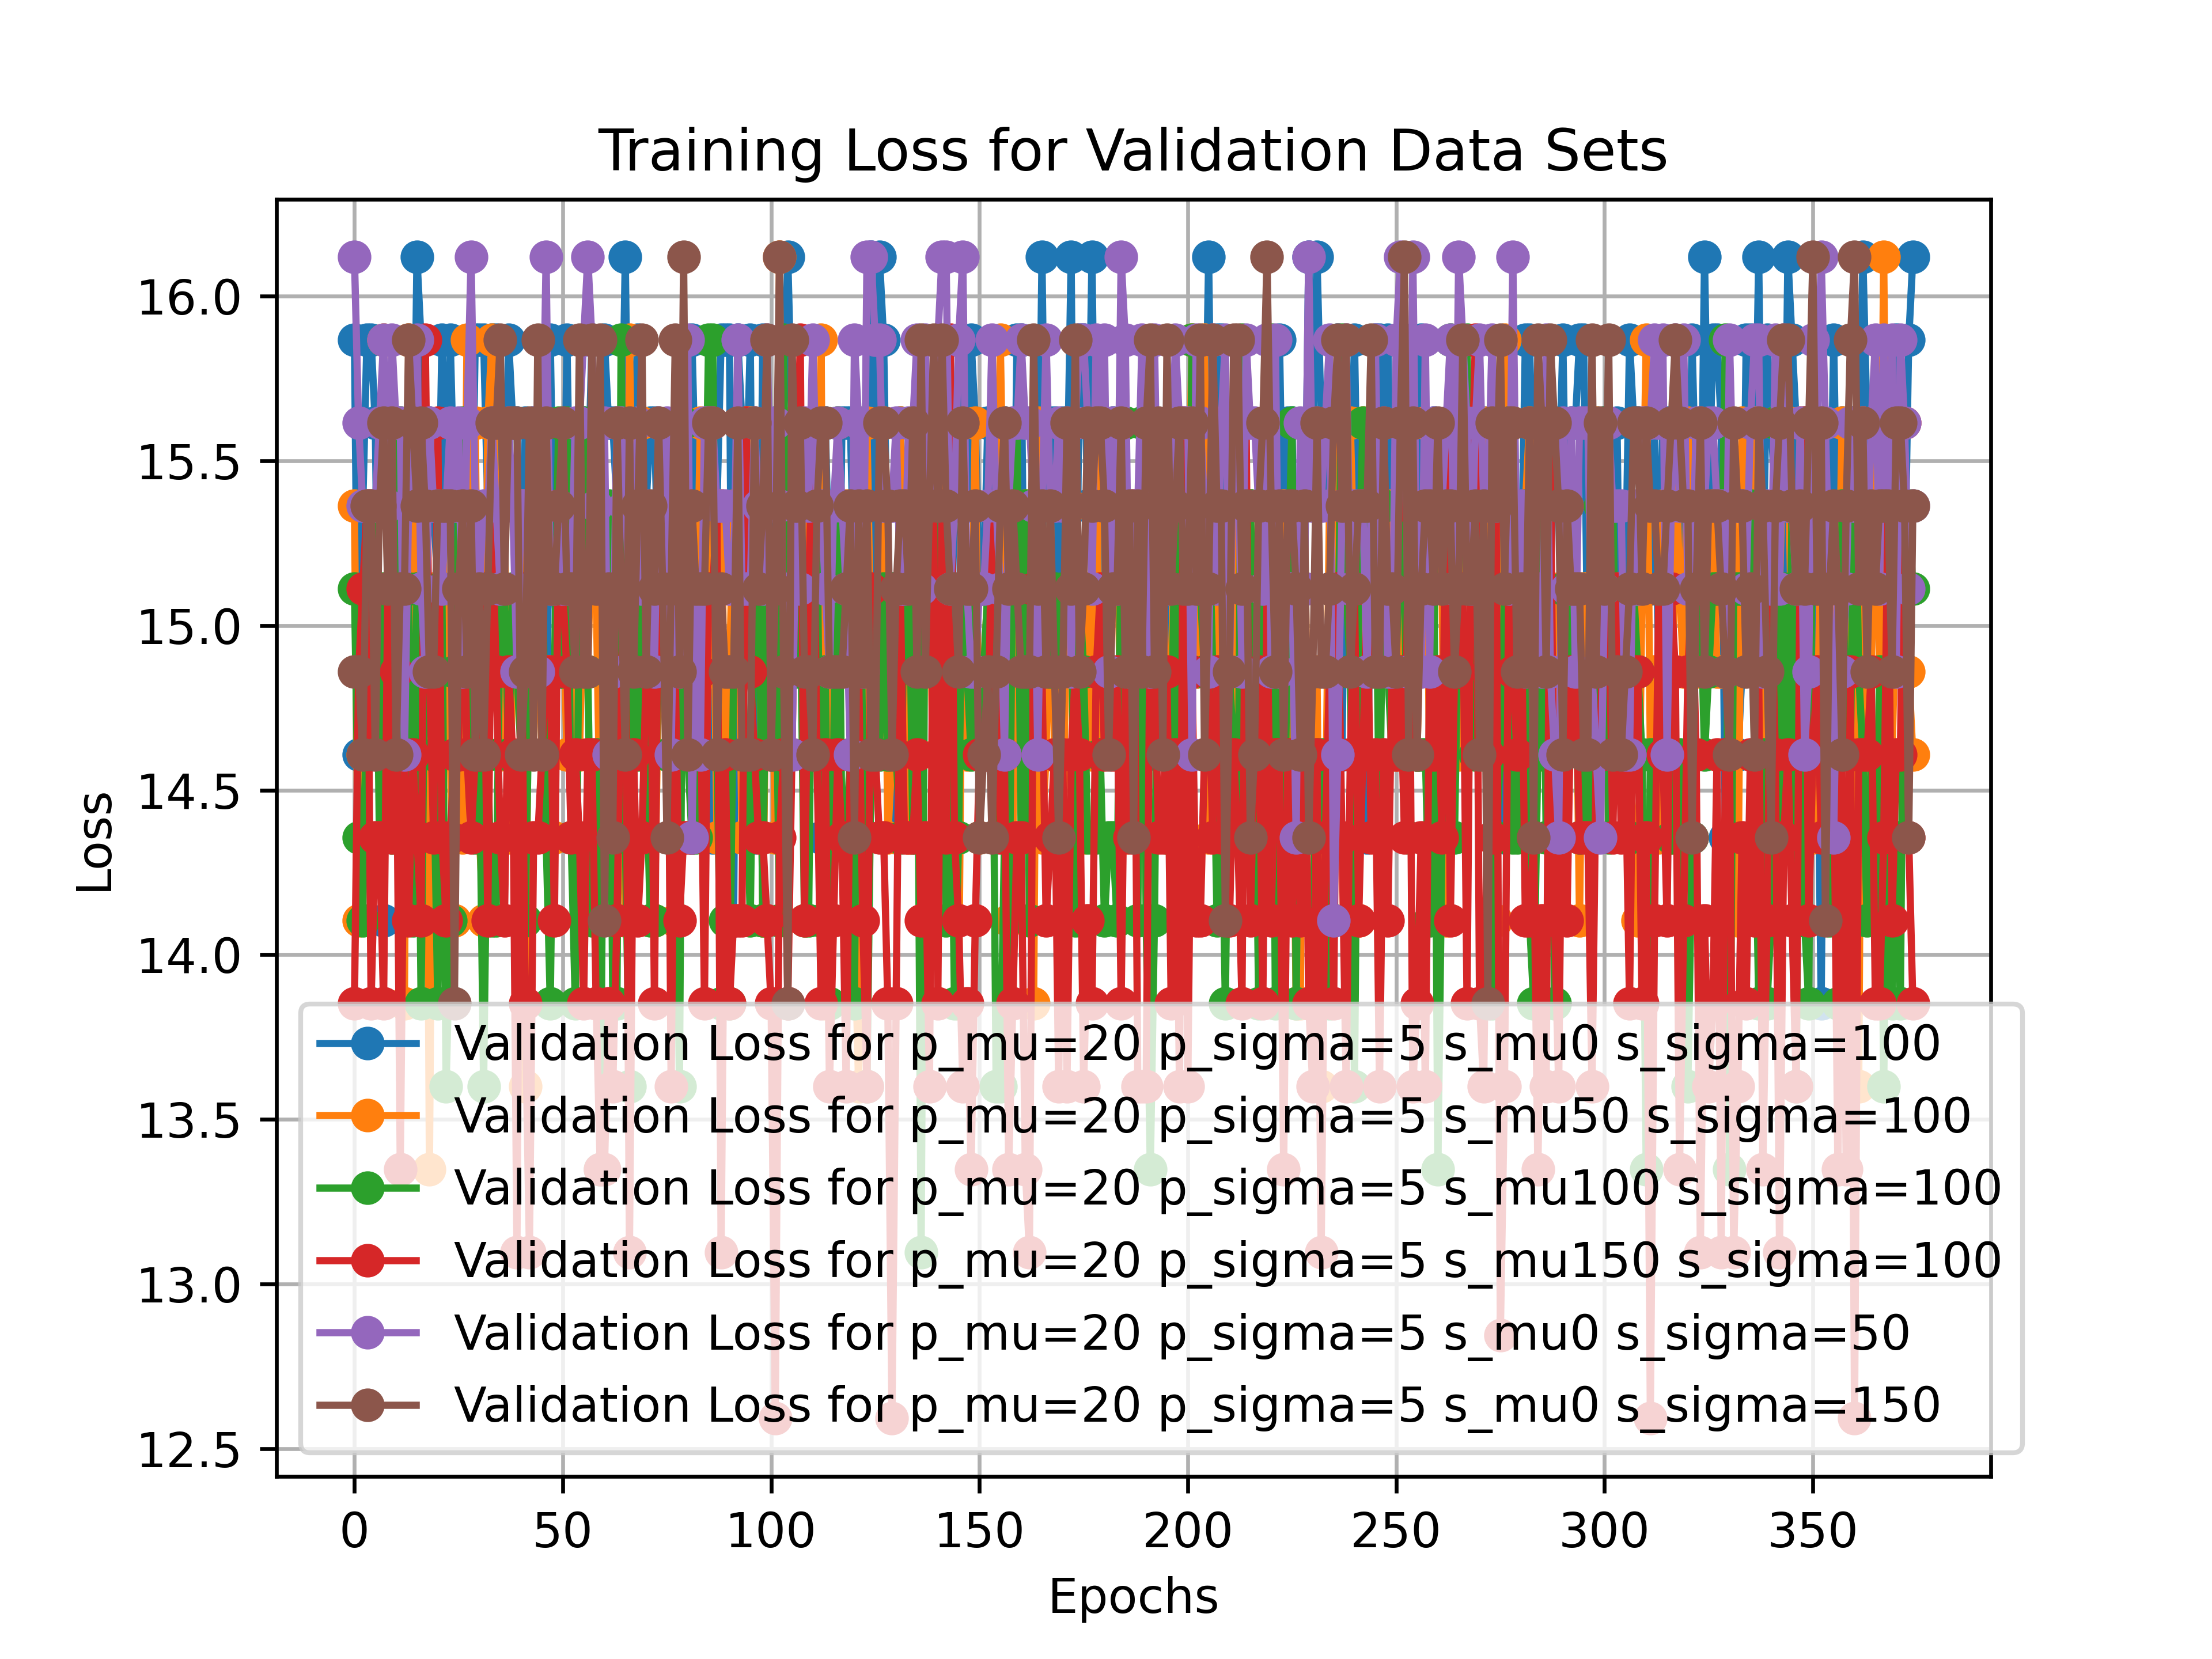 Training Loss for Validation Data Sets
16.0
15.5
15.0
14.5
14.0
13.5
13.0
12.5
Loss
Validation Loss for p_mu=20 p_sigma=5 s_mu0 s_sigma=100
Validation Loss for p_mu=20 p_sigma=5 s_mu50 s_sigma=100
Validation Loss for p_mu=20 p_sigma=5 s_mu100 s_sigma=100
Validation Loss for p_mu=20 p_sigma=5 s_mu150 s_sigma=100
Validation Loss for p_mu=20 p_sigma=5 s_mu0 s_sigma=50
Validation Loss for p_mu=20 p_sigma=5 s_mu0 s_sigma=150
0 50 100 150 200 250 300 350
Epochs